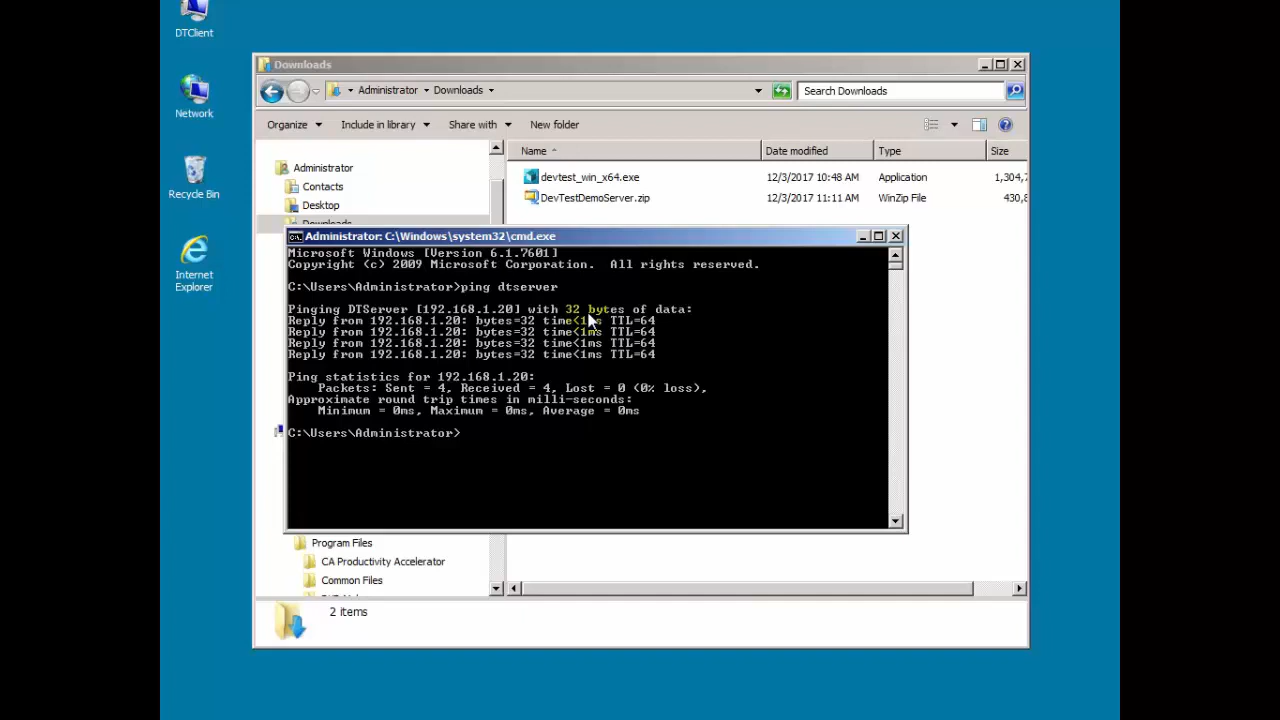 DTClient
Network
Recycle Bin
Internet
Explorer
Downloads
Administrator Downloads
Search Downloads
Organize Include in library Share with New folder
Name Date modified Type Size
devtest_win_x64.exe 12/3/2017 10:48 AM Application 1,304,7
DevTestDemoServer.zip 12/3/2017 11:11 AM WinZip File 430,8
Administrator
Contacts
Desktop
Downloads
Administrator: C:\Windows\system32\cmd.exe
Microsoft Windows [Version 6.1.7601]
Copyright (c) 2009 Microsoft Corporation. All rights reserved.
C:\Users\Administrator>ping dtserver
Pinging DTServer [192.168.1.20] with 32 bytes of data:
Reply from 192.168.1.20: bytes=32 time<1ms TTL=64
Reply from 192.168.1.20: bytes=32 time<1ms TTL=64
Reply from 192.168.1.20: bytes=32 time<1ms TTL=64
Reply from 192.168.1.20: bytes=32 time<1ms TTL=64
Ping statistics for 192.168.1.20:
Packets: Sent = 4, Received = 4, Lost = 0 (0% loss),
Approximate round trip times in milli-seconds:
Minimum = 0ms, Maximum = 0ms, Average = 0ms
C:\Users\Administrator>
Program Files
CA Productivity Accelerator
Common Files
2 items